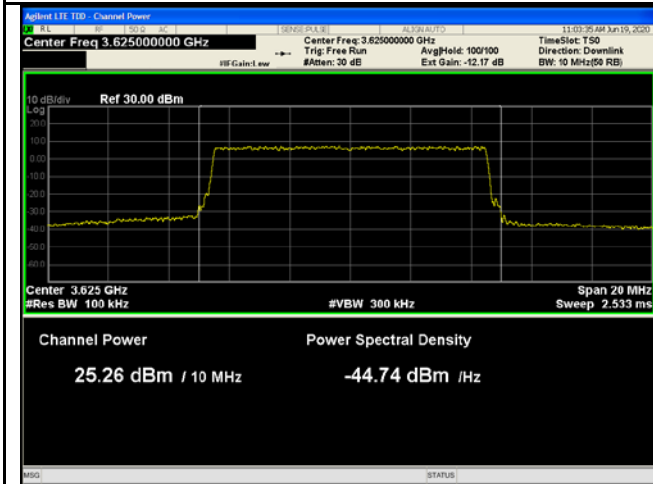 Agilent LTE TDD - Channel Power
RL RF 50 Ω AC SENSE:PULSE ALIGN AUTO 11:03:35 AM Jun 19, 2020
Center Freq 3.625000000 GHz
Center Freq: 3.625000000 GHz TimeSlot: TS0
Trig: Free Run Avg|Hold: 100/100 Direction: Downlink
#IFGain:Low #Atten: 30 dB Ext Gain: -12.17 dB BW: 10 MHz(50 RB)
10 dB/div Ref 30.00 dBm
Log
20.0
10.0
0.00
-10.0
-20.0
-30.0
-40.0
-50.0
-60.0
Center 3.625 GHz Span 20 MHz
#Res BW 100 kHz #VBW 300 kHz Sweep 2.533 ms
Channel Power Power Spectral Density
25.26 dBm / 10 MHz -44.74 dBm /Hz
MSG STATUS